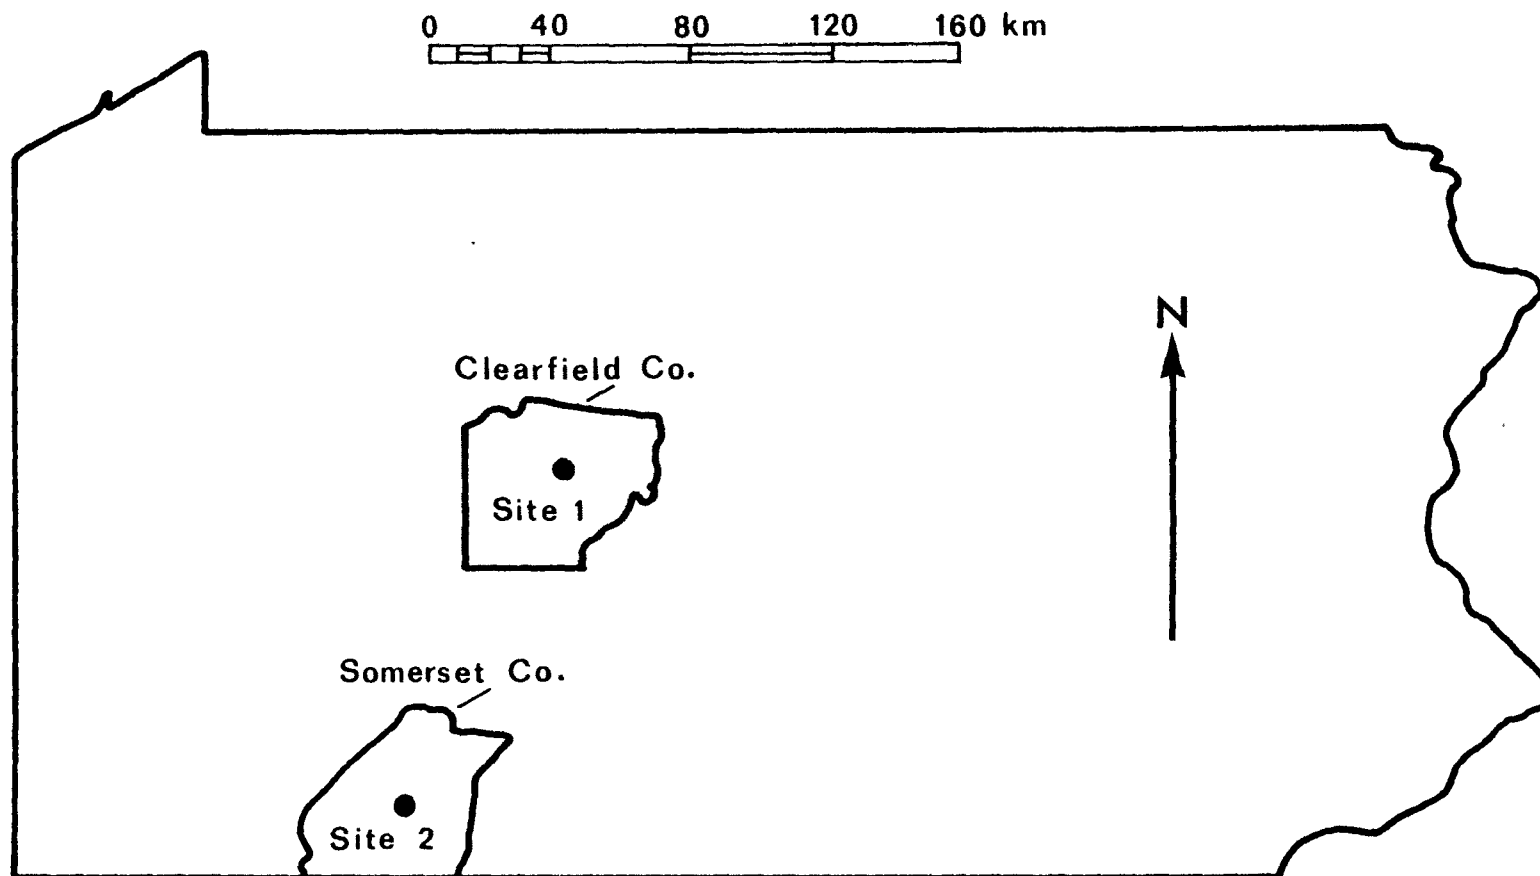 0 40 80 120 160 km
N
Clearfield Co.
Site 1
Somerset Co.
Site 2